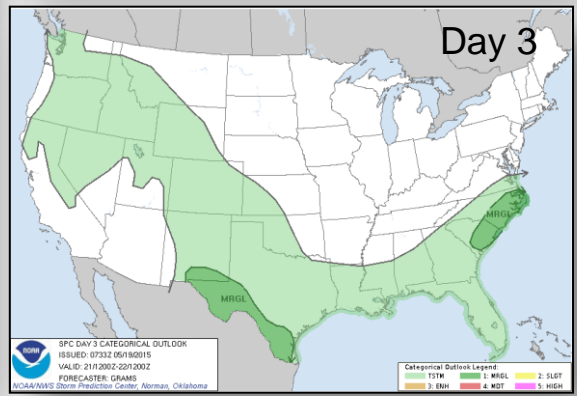 Day 3
MRGL
MRGL
NOAA
SPC DAY 3 CATEGORICAL OUTLOOK
ISSUED: 0733Z 05/19/2015
VALID: 21/1200Z-22/1200Z
FORECASTER: GRAMS
NOAA/NWS Storm Prediction Center, Norman, Oklahoma
Categorical Outlook Legend:
TSTM 1: MRGL 2: SLGT
3: ENH 4: MDT 5: HIGH